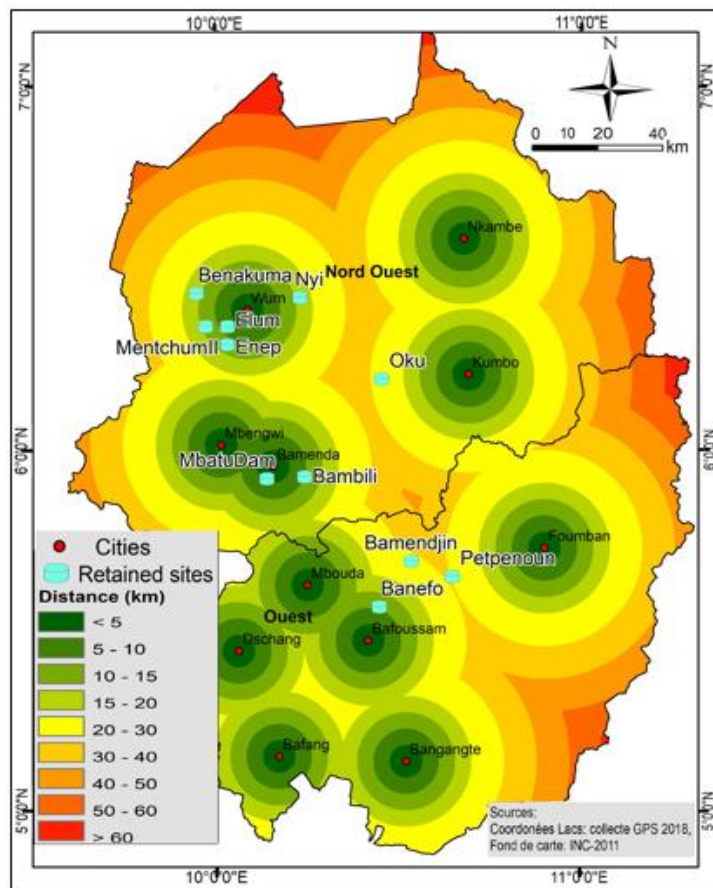 10°0'0"E 11°0'0"E
N
7°0'0"N 7°0'0"N
0 10 20 40
km
Nkambe
Benakuma Nyi Nord Ouest
Wum
Elum
MentchumII Enep
Oku Kumbo
6°0'0"N 6°0'0"N
Mbengwi
MbatuDam Bamenda
Bambili
Cities
Retained sites
Distance (km)
< 5
5 - 10
10 - 15
15 - 20
20 - 30
30 - 40
40 - 50
50 - 60
> 60
Foumban
Bamendjin Petpenoun
Mbouda
Banefo
Ouest
Dschang Bafoussam
Bafang Bangangte
5°0'0"N 5°0'0"N
Sources:
Coordonées Lacs: collecte GPS 2018,
Fond de carte: INC-2011
10°0'0"E 11°0'0"E